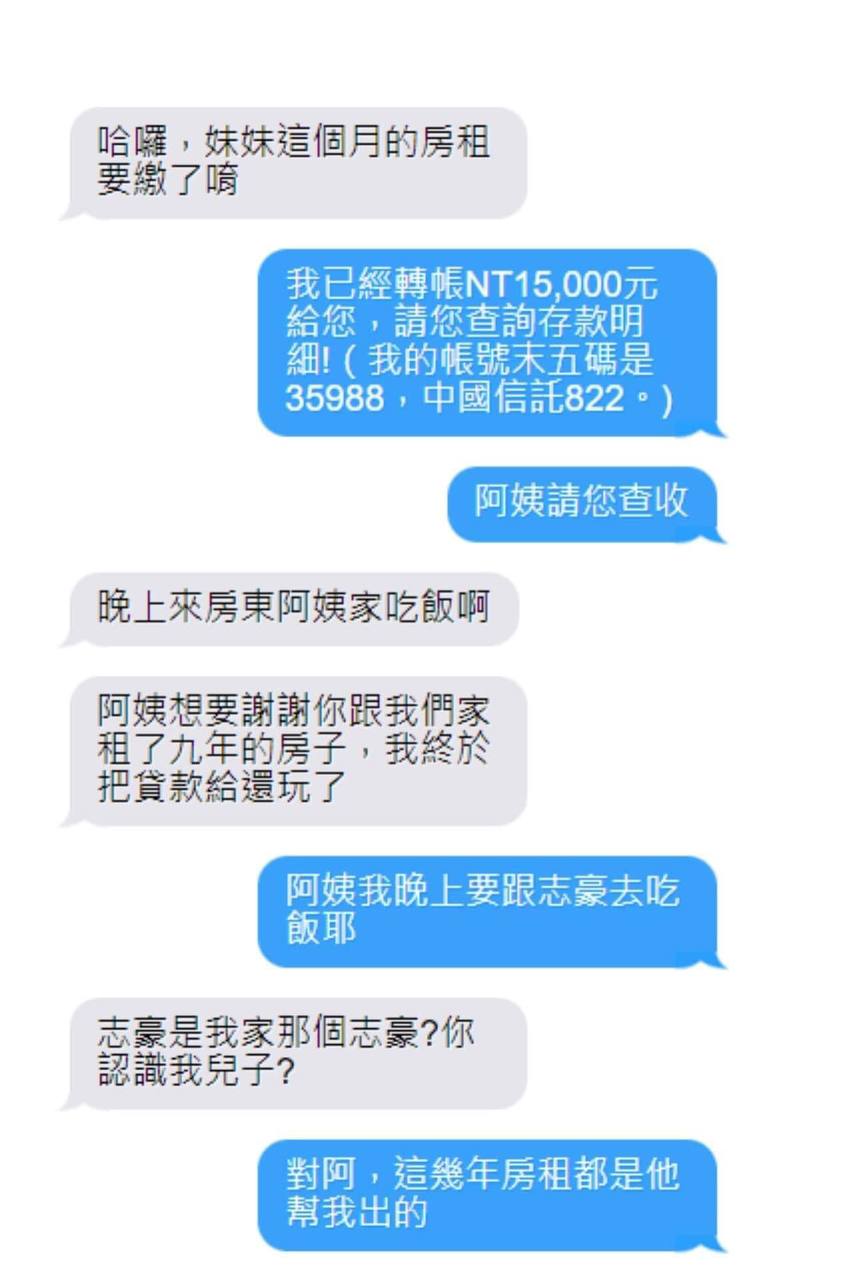 哈囉，妹妹這個月的房租
要繳了唷
我已經轉帳NT15,000元
給您，請您查詢存款明
細!（我的帳號末五碼是
35988，中國信託822。)
阿姨請您查收
晚上來房東阿姨家吃飯啊
阿姨想要謝謝你跟我們家
租了九年的房子，我終於
把貸款給還玩了
阿姨我晚上要跟志豪去吃
飯耶
志豪是我家那個志豪?你
認識我兒子?
對阿，這幾年房租都是他
幫我出的